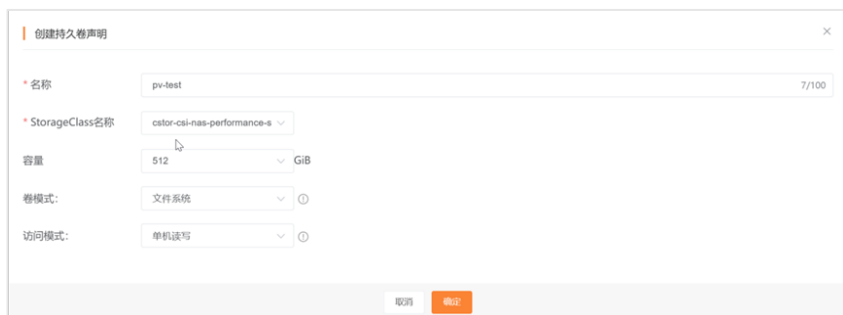 创建持久卷声明
* 名称 pv-test 7/100
* StorageClass名称 cstor-csi-nas-performance-s
容量 512 GiB
卷模式： 文件系统
访问模式： 单机读写
取消 确定